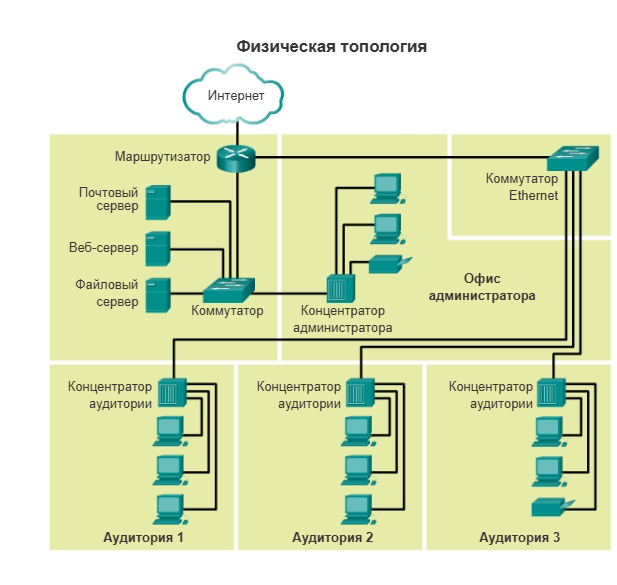 Физическая топология
Интернет
Маршрутизатор
Коммутатор
Ethernet
Почтовый
сервер
Веб-сервер
Файловый
сервер
Коммутатор
Концентратор
администратора
Офис
администратора
Концентратор
аудитории
Концентратор
аудитории
Концентратор
аудитории
Аудитория 1
Аудитория 2
Аудитория 3